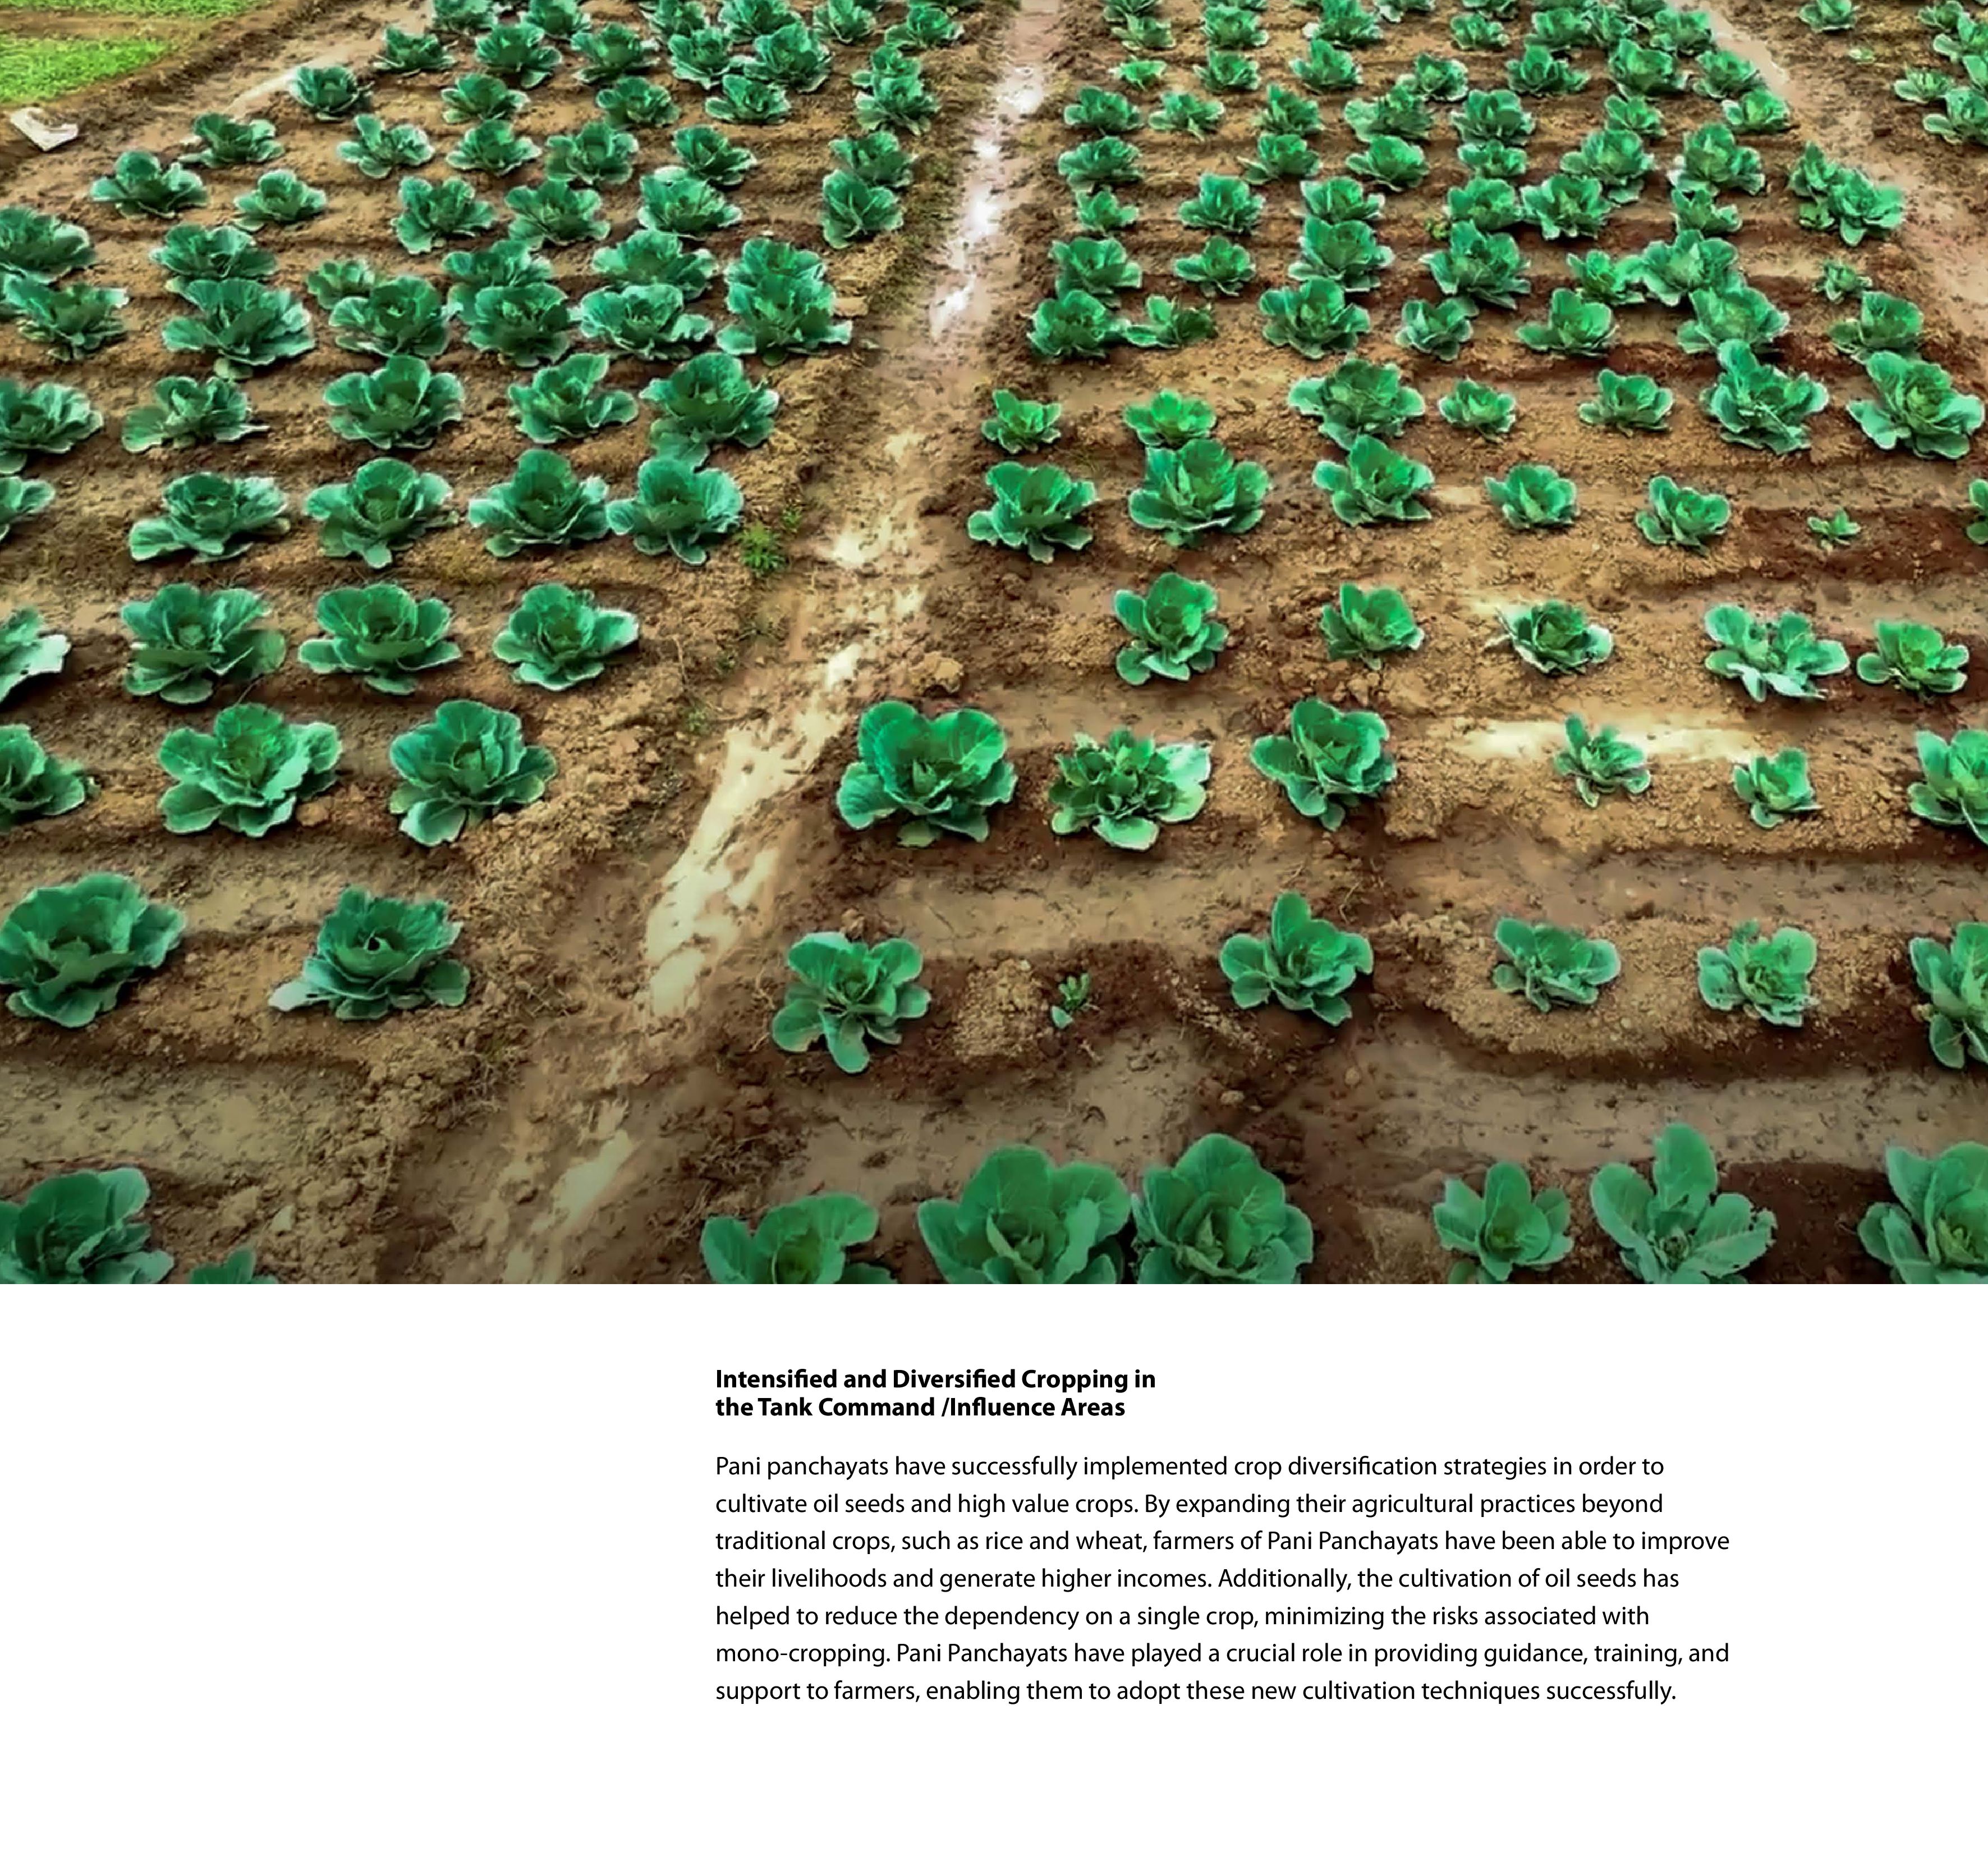 Intensified and Diversified Cropping in
the Tank Command /Influence Areas
Pani panchayats have successfully implemented crop diversification strategies in order to
cultivate oil seeds and high value crops. By expanding their agricultural practices beyond
traditional crops, such as rice and wheat, farmers of Pani Panchayats have been able to improve
their livelihoods and generate higher incomes. Additionally, the cultivation of oil seeds has
helped to reduce the dependency on a single crop, minimizing the risks associated with
mono-cropping. Pani Panchayats have played a crucial role in providing guidance, training, and
support to farmers, enabling them to adopt these new cultivation techniques successfully.